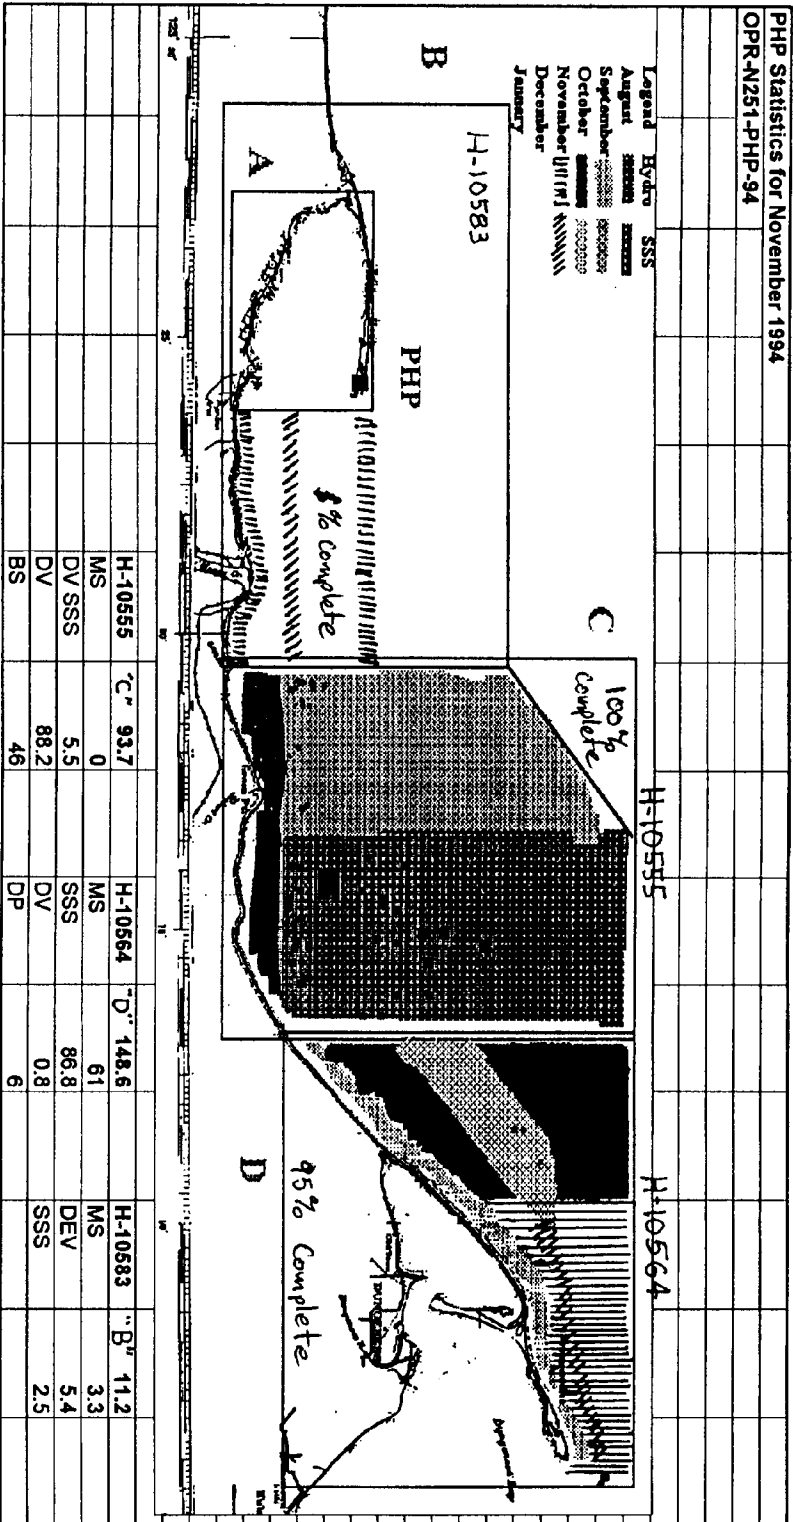 PHP Statistics for November 1994
OPR-N251-PHP-94
Legend Hydro SSS
August
September
October
November
December
January
B
H-10583
A
PHP
8% Complete
C
100%
Complete
H-10555
H-10564
D
95% Complete
H-10555 "C" 93.7 H-10564 "D" 148.6 H-10583 "B" 11.2
MS 0 MS 61 MS 3.3
DV SSS 5.5 SSS 86.8 DEV 5.4
DV 88.2 DV 0.8 SSS 2.5
BS 46 DP 6